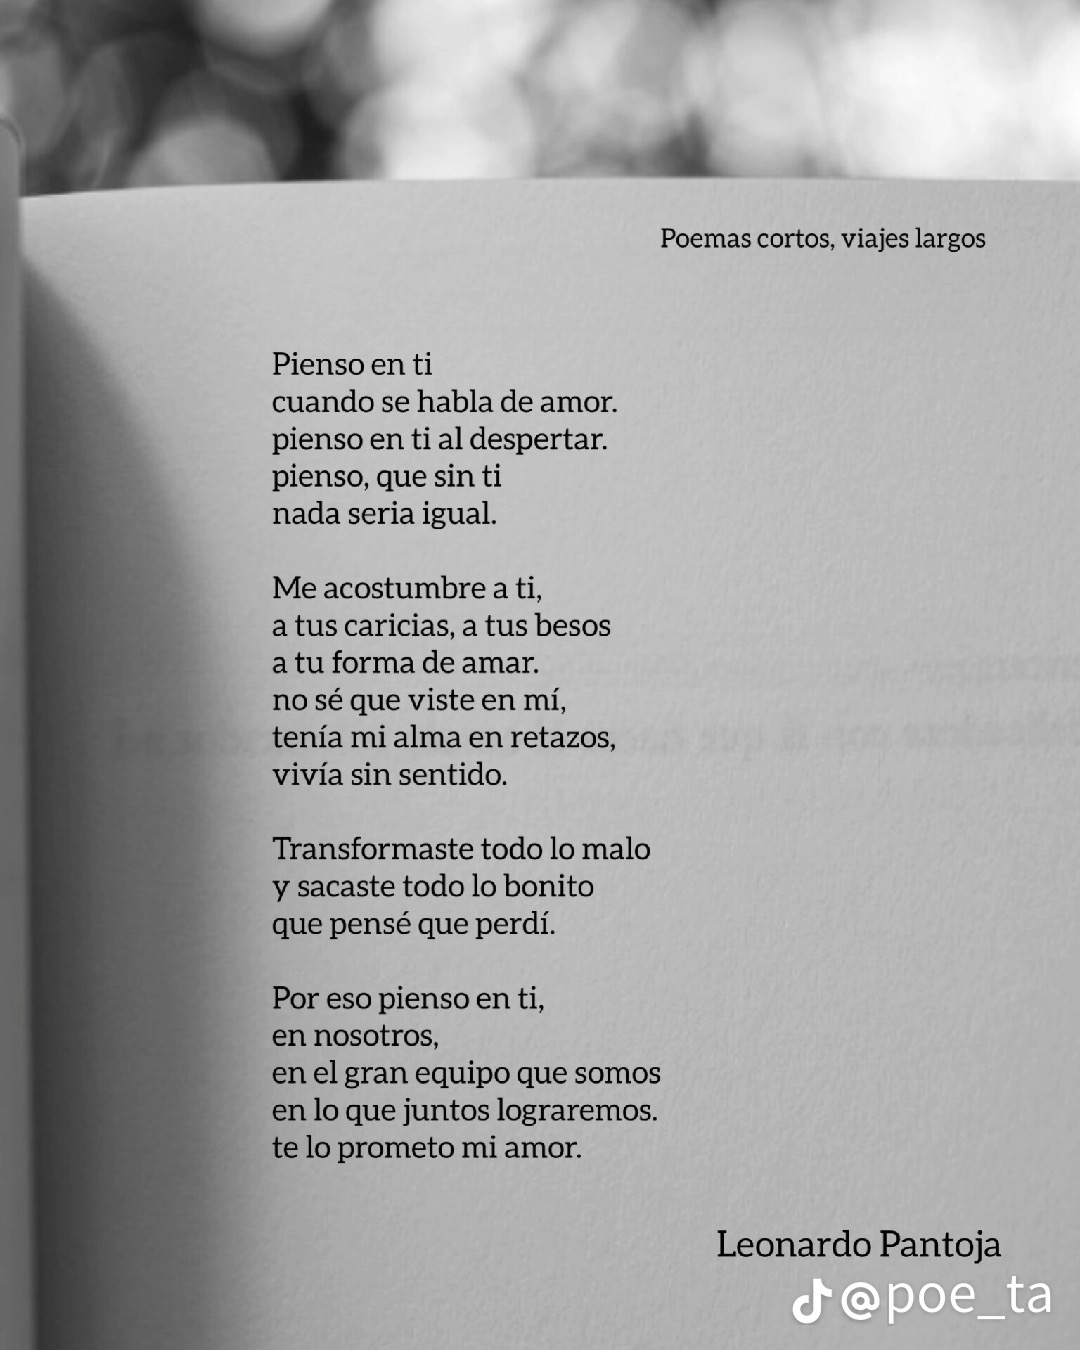 Poemas cortos, viajes largos
Pienso en ti
cuando se habla de amor.
pienso en ti al despertar.
pienso, que sin ti
nada seria igual.
Me acostumbre a ti,
a tus caricias, a tus besos
a tu forma de amar.
no sé que viste en mí,
tenía mi alma en retazos,
vivía sin sentido.
Transformaste todo lo malo
y sacaste todo lo bonito
que pensé que perdí.
Por eso pienso en ti,
en nosotros,
en el gran equipo que somos
en lo que juntos lograremos.
te lo prometo mi amor.
Leonardo Pantoja
@poe_ta